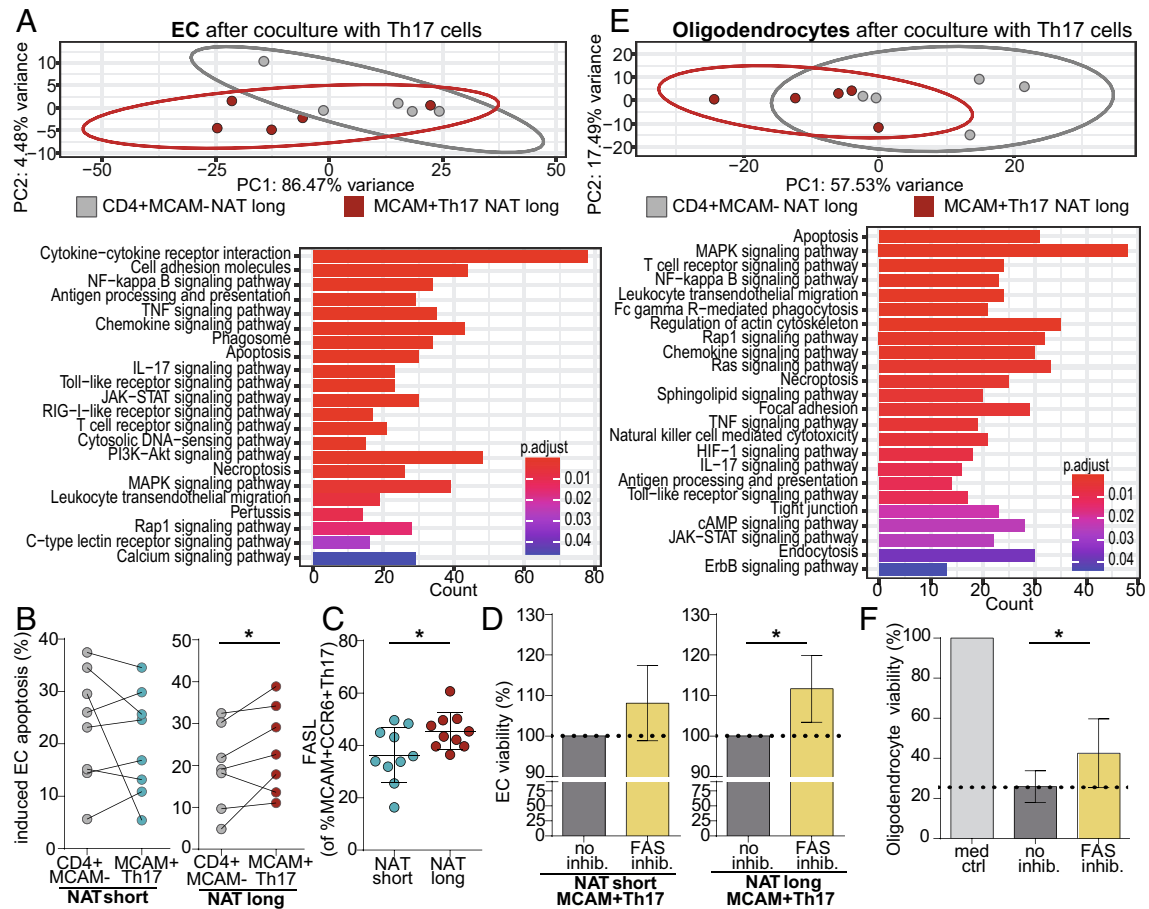 A
EC after coculture with Th17 cells
PC2: 4.48% variance
10
5
0
−5
−10
−50
−25
0
25
50
PC1: 86.47% variance
CD4+MCAM-NAT long
MCAM+Th17 NAT long
Cytokine−cytokine receptor interaction
Cell adhesion molecules
NF−kappa B signaling pathway
Antigen processing and presentation
TNF signaling pathway
Chemokine signaling pathway
Phagosome
Apoptosis
IL−17 signaling pathway
Toll−like receptor signaling pathway
JAK−STAT signaling pathway
RIG−I−like receptor signaling pathway
T cell receptor signaling pathway
Cytosolic DNA−sensing pathway
PI3K−Akt signaling pathway
Necroptosis
MAPK signaling pathway
Leukocyte transendothelial migration
Pertussis
Rap1 signaling pathway
C−type lectin receptor signaling pathway
Calcium signaling pathway
p.adjust
0.01
0.02
0.03
0.04
0
20
40
60
80
Count
E
Oligodendrocytes after coculture with Th17 cells
PC2: 17.49% variance
20
10
0
−10
−20
−20
0
20
PC1: 57.53% variance
CD4+MCAM- NAT long
MCAM+Th17 NAT long
Apoptosis
MAPK signaling pathway
T cell receptor signaling pathway
NF−kappa B signaling pathway
Leukocyte transendothelial migration
Fc gamma R−mediated phagocytosis
Regulation of actin cytoskeleton
Rap1 signaling pathway
Chemokine signaling pathway
Ras signaling pathway
Necroptosis
Sphingolipid signaling pathway
Focal adhesion
TNF signaling pathway
Natural killer cell mediated cytotoxicity
HIF−1 signaling pathway
IL−17 signaling pathway
Antigen processing and presentation
Toll−like receptor signaling pathway
Tight junction
cAMP signaling pathway
JAK−STAT signaling pathway
Endocytosis
ErbB signaling pathway
p.adjust
0.01
0.02
0.03
0.04
0
10
20
30
40
50
Count
B
induced EC apoptosis (%)
40
30
20
10
0
CD4+ MCAM+
MCAM- Th17
NAT short
50
40
30
20
10
0
*
CD4+ MCAM+
MCAM- Th17
NAT long
C
FASL
(of %MCAM+CCR6+Th17)
80
60
40
20
0
*
NAT NAT
short long
D
EC viability (%)
130
120
110
100
90
75
50
25
0
no FAS
inhib. inhib.
NAT short
MCAM+Th17
130
120
110
100
90
75
50
25
0
*
no FAS
inhib. inhib.
NAT long
MCAM+Th17
F
Oligodendrocyte viability (%)
100
80
60
40
20
0
*
med no FAS
ctrl inhib. inhib.